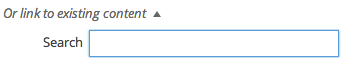 Or link to existing content ▲
Search